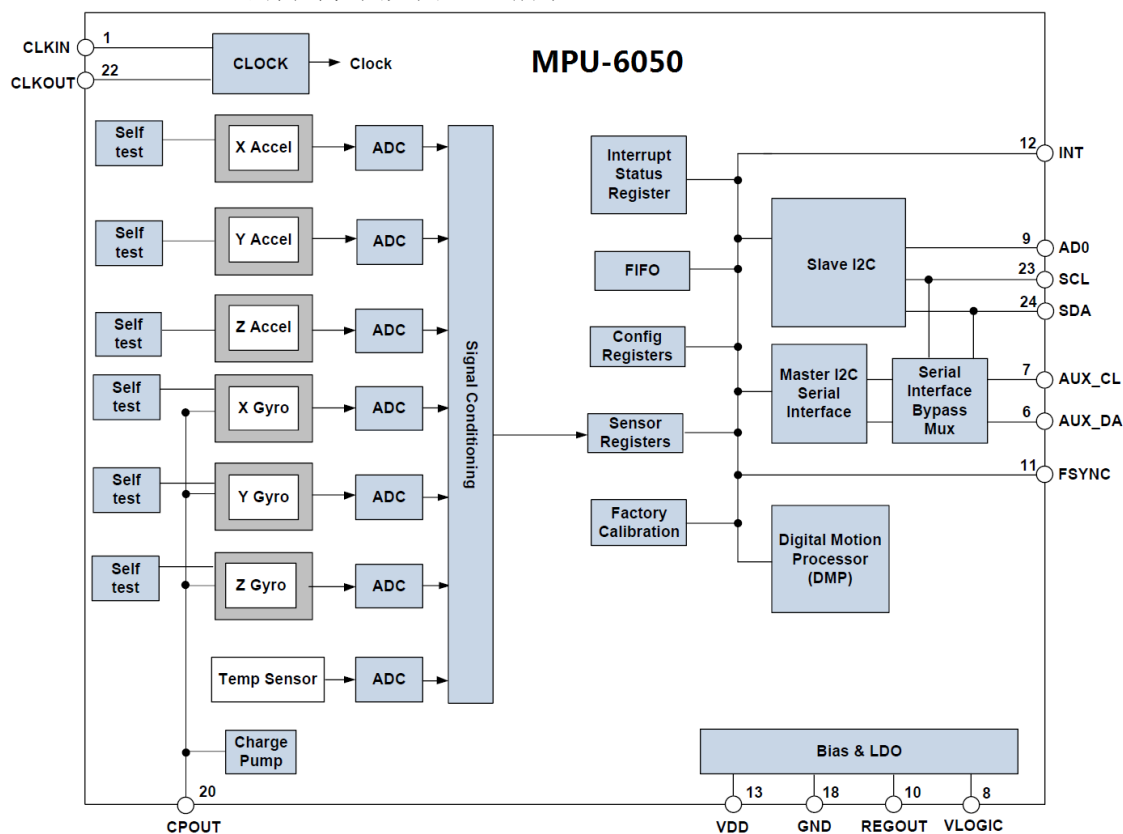 MPU-6050
CLKIN
1
22
CLKOUT
CLOCK
Clock
Self
test
X Accel
ADC
Self
test
Y Accel
ADC
Self
test
Z Accel
ADC
Self
test
X Gyro
ADC
Self
test
Y Gyro
ADC
Self
test
Z Gyro
ADC
Temp Sensor
ADC
Signal Conditioning
Charge
Pump
20
CPOUT
Interrupt
Status
Register
FIFO
Config
Registers
Sensor
Registers
Factory
Calibration
Slave I2C
Master I2C
Serial
Interface
Serial
Interface
Bypass
Mux
Digital Motion
Processor
(DMP)
12
INT
9
AD0
23
SCL
24
SDA
7
AUX_CL
6
AUX_DA
11
FSYNC
Bias & LDO
13
18
10
8
VDD
GND
REGOUT
VLOGIC